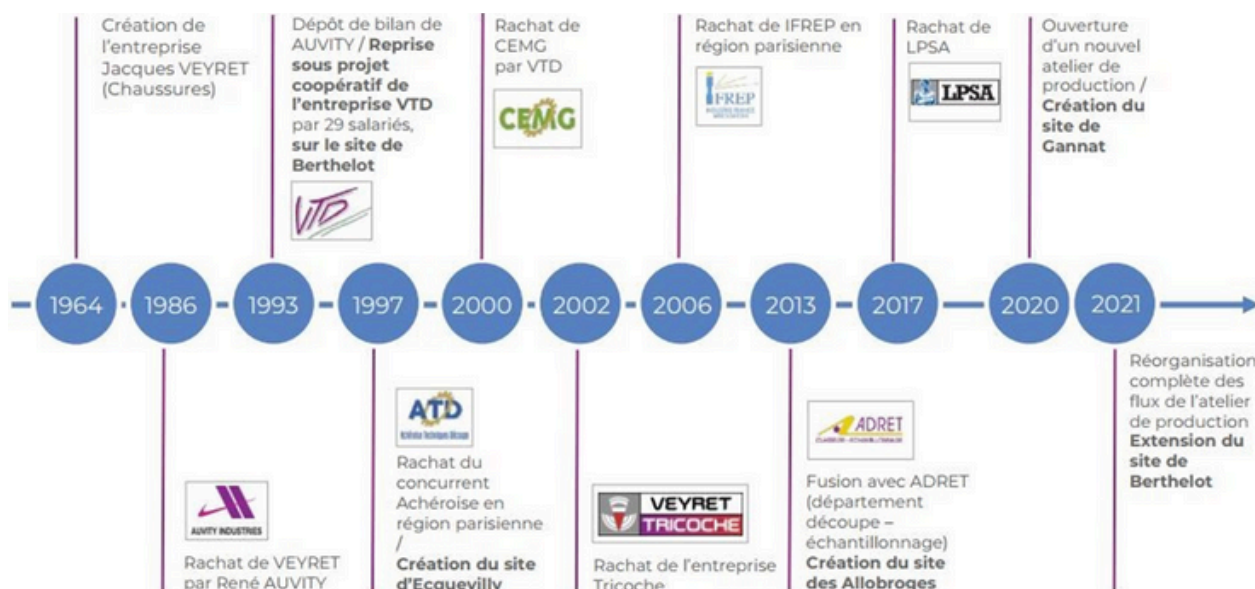 Création de
l'entreprise
Jacques VEYRET
(Chaussures)
Dépôt de bilan de
AUVITY / Reprise
sous projet
coopératif de
l'entreprise VTD
par 29 salariés,
sur le site de
Berthelot
VTD
Rachat de
CEMG
par VTD
CEMG
Rachat de IFREP en
région parisienne
IFREP
Rachat de
LPSA
LPSA
Ouverture
d'un nouvel
atelier de
production /
Création du
site de
Gannat
1964
1986
1993
1997
2000
2002
2006
2013
2017
2020
2021
AUVITY INDUSTRIES
Rachat de VEYRET
par René AUVITY
ATD
Achéroise Techniques Découpe
Rachat du
concurrent
Achéroise en
région parisienne
/
Création du site
d'Ecquevilly
VEYRET
TRICOCHE
Rachat de l'entreprise
Tricoche
ADRET
Fusion avec ADRET
(département
découpe –
échantillonnage)
Création du site
des Allobroges
Réorganisation
complète des
flux de l'atelier
de production
Extension du
site de
Berthelot